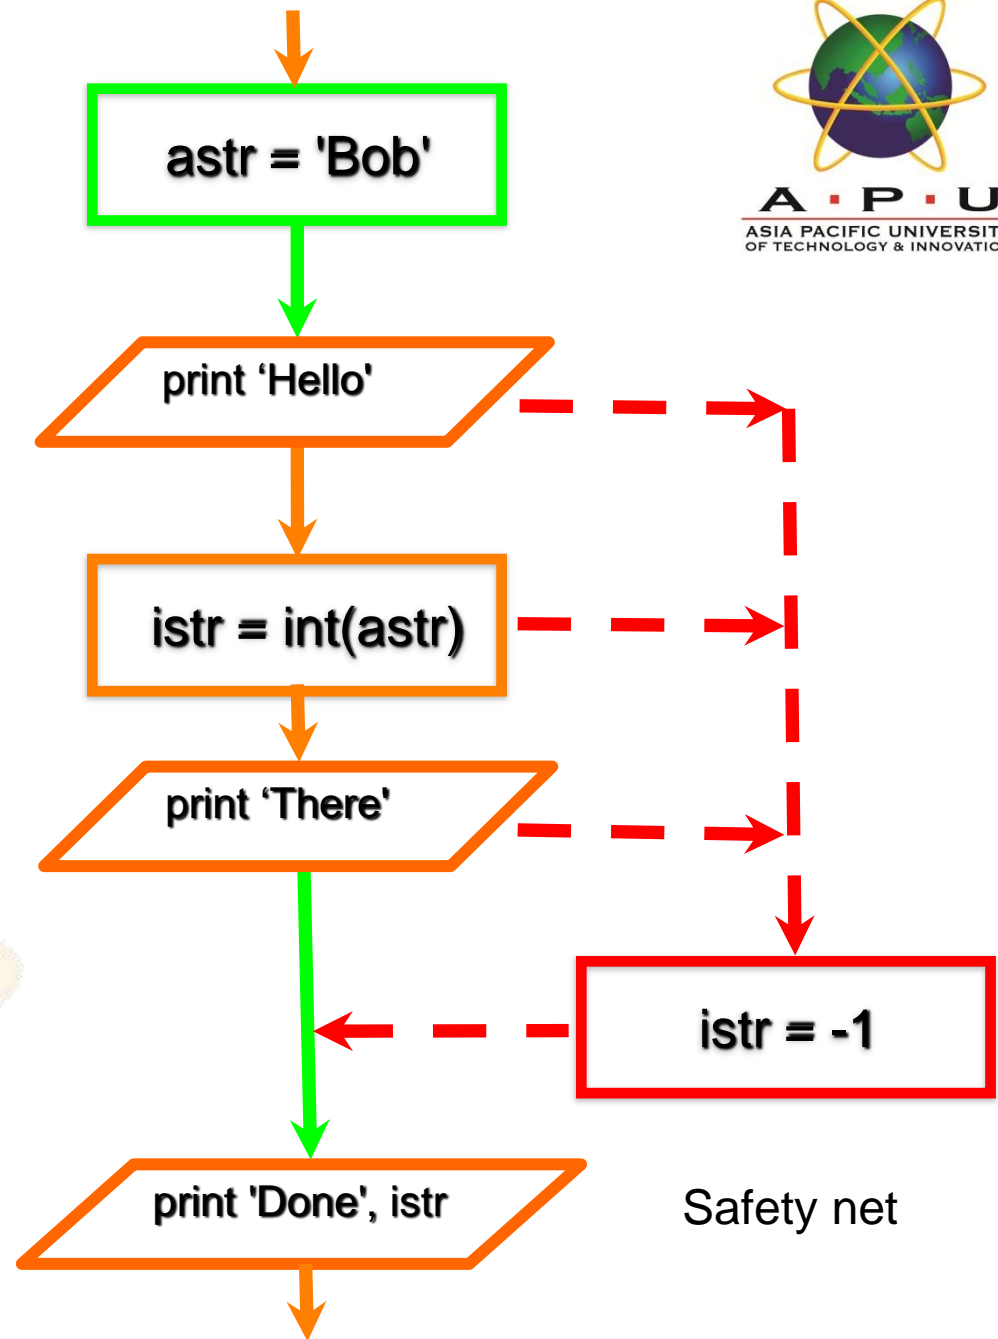 astr = 'Bob'
A · P · U
ASIA PACIFIC UNIVERSIT
OF TECHNOLOGY & INNOVATIO
print ‘Hello'
istr = int(astr)
print ‘There'
istr = -1
print 'Done', istr
Safety net